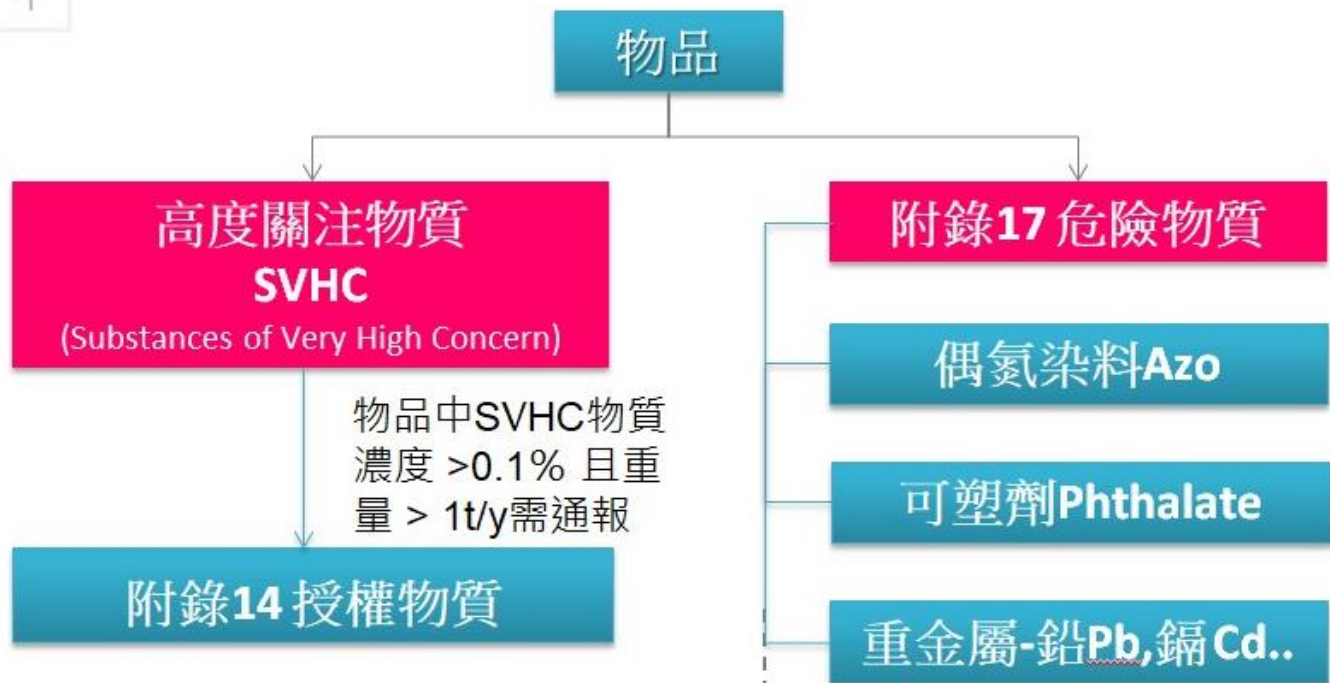 物品
高度關注物質
SVHC
(Substances of Very High Concern)
物品中SVHC物質
濃度 >0.1% 且重
量 > 1t/y需通報
附錄14 授權物質
附錄17 危險物质
偶氮染料Azo
可塑劑Phthalate
重金屬-鉛Pb,鎘Cd..